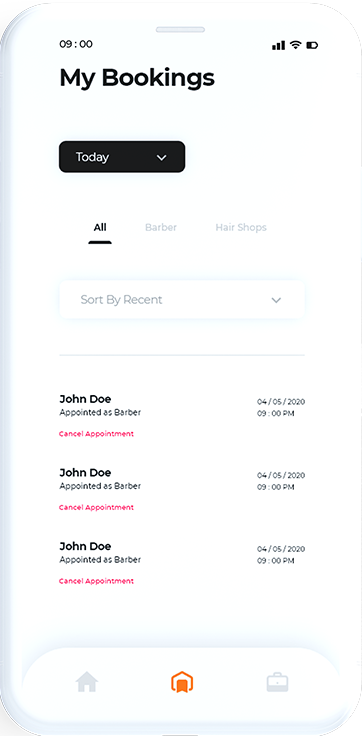 09 : 00
My Bookings
Today
All Barber Hair Shops
Sort By Recent
John Doe 04 / 05 / 2020
Appointed as Barber 09 : 00 PM
Cancel Appointment
John Doe 04 / 05 / 2020
Appointed as Barber 09 : 00 PM
Cancel Appointment
John Doe 04 / 05 / 2020
Appointed as Barber 09 : 00 PM
Cancel Appointment